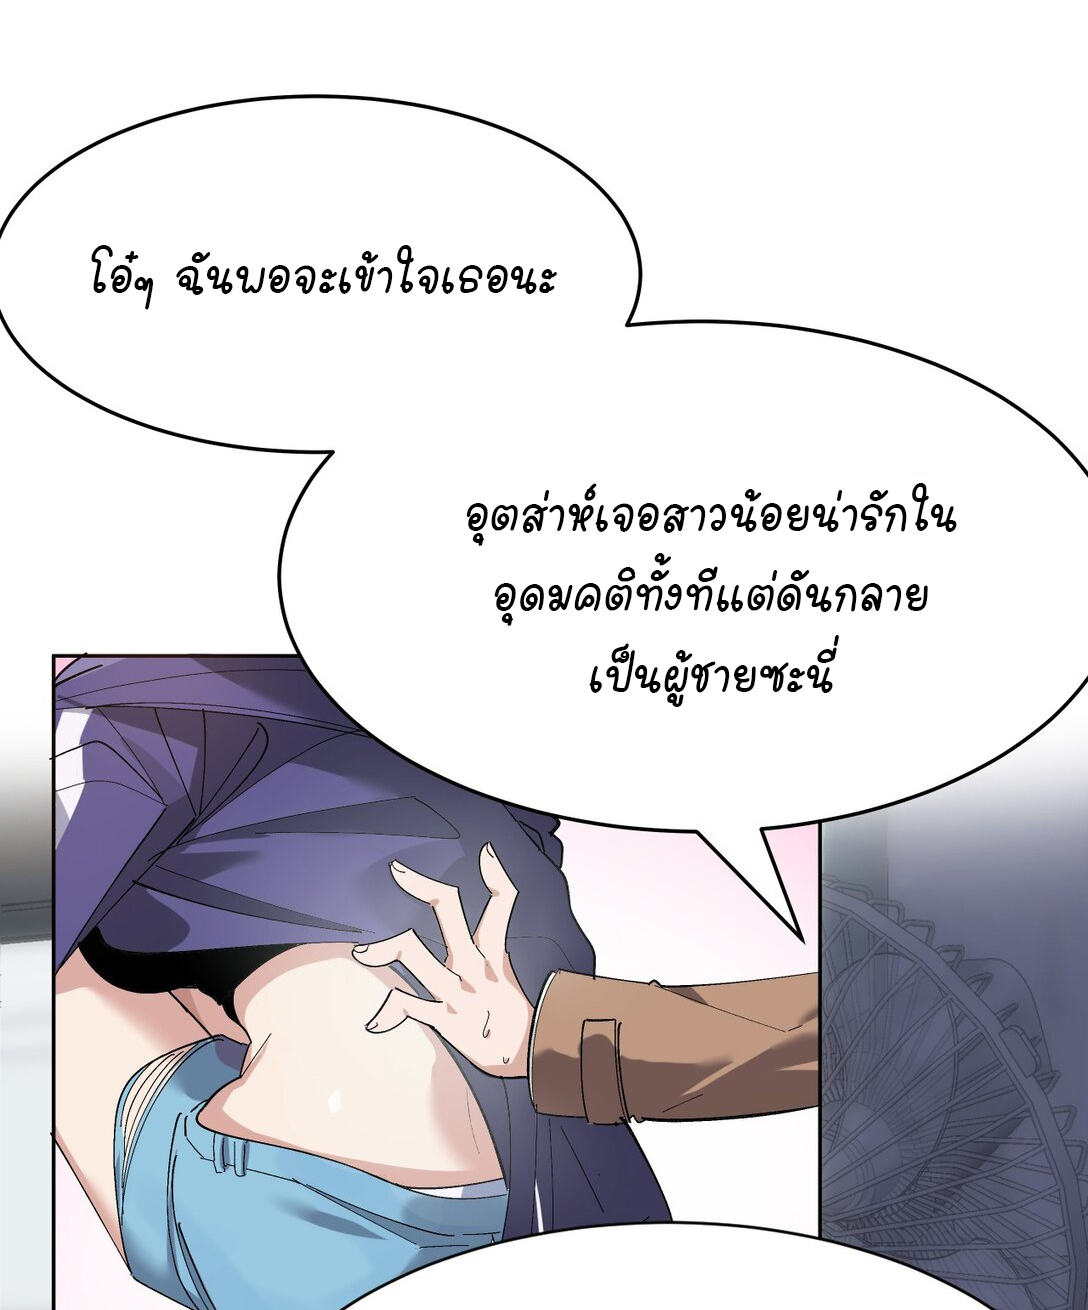 โอ๋ๆ ฉันพอจะเข้าใจเธอนะ
อุตส่าห์เจอสาวน้อยน่ารักใน
อุดมคติทั้งทีแต่ดันกลาย
เป็นผู้ชายซะนี่